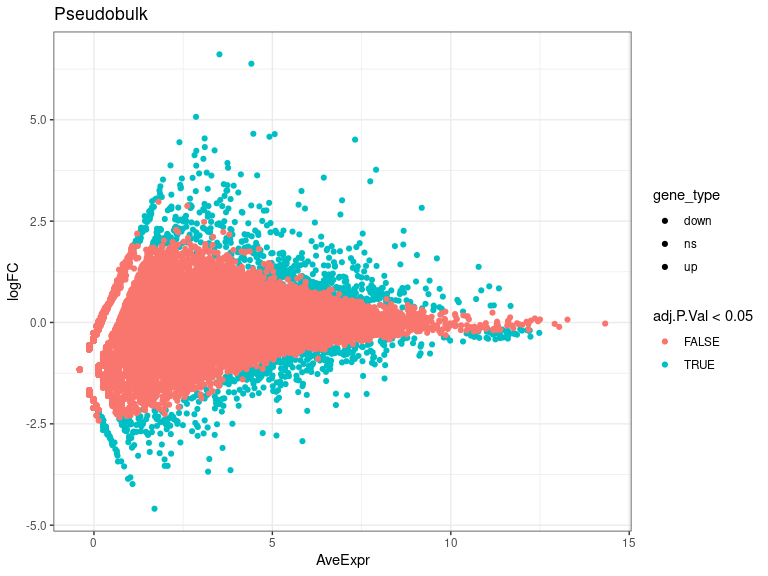 Pseudobulk
logFC
5.0
2.5
0.0
-2.5
-5.0
0
5
10
15
AveExpr
gene_type
down
ns
up
adj.P.Val < 0.05
FALSE
TRUE